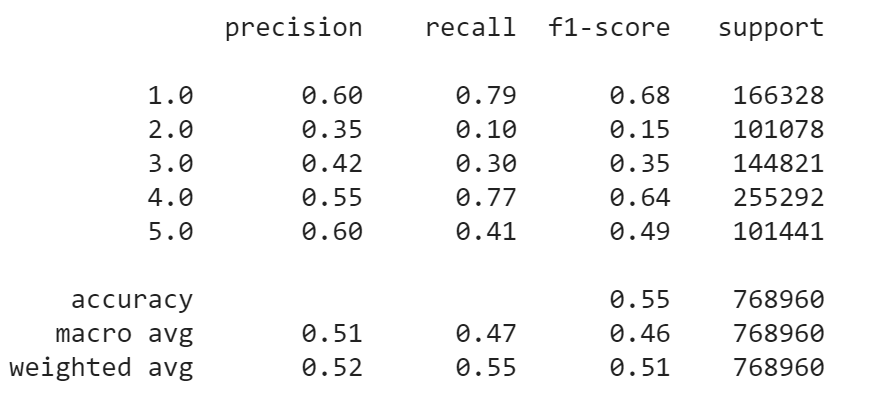 precision recall f1-score support
1.0 0.60 0.79 0.68 166328
2.0 0.35 0.10 0.15 101078
3.0 0.42 0.30 0.35 144821
4.0 0.55 0.77 0.64 255292
5.0 0.60 0.41 0.49 101441
accuracy 0.55 768960
macro avg 0.51 0.47 0.46 768960
weighted avg 0.52 0.55 0.51 768960